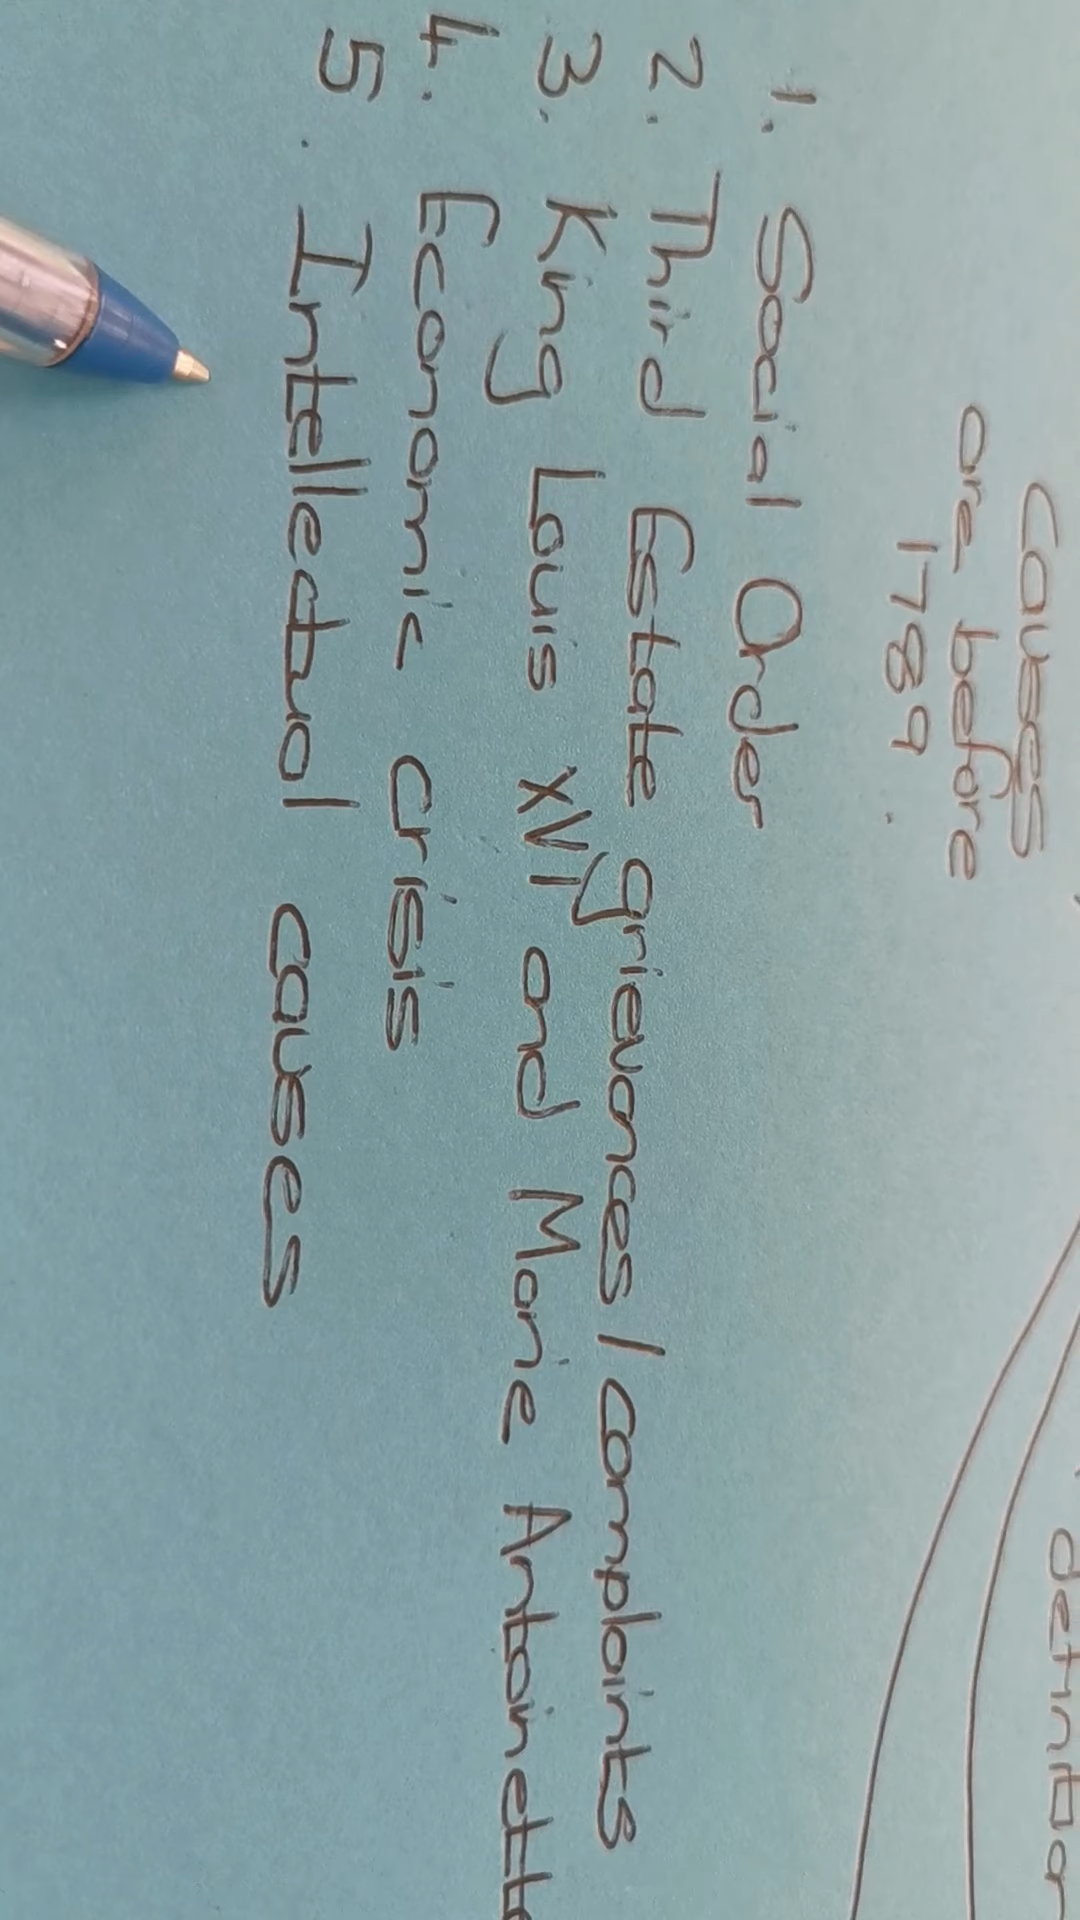 causes
are before
1789.
definition
1. Social Order
2. Third Estate grievances / complaints
3. King Louis XVI and Marie Antoinette
4. Economic crisis
5. Intellectual causes